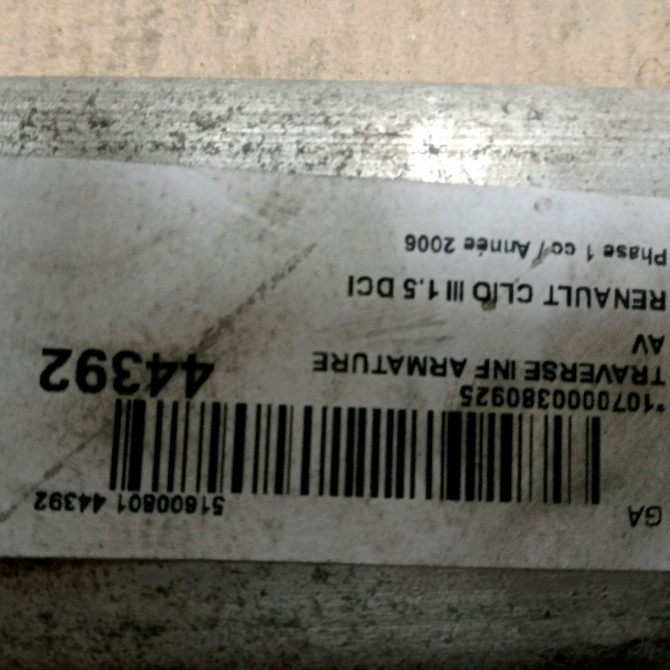 GA 51600801 44392
*1070000380925
TRAVERSE INF ARMATURE 44392
AV
RENAULT CLIO III 1.5 DCI
Phase 1 cc / Année 2006